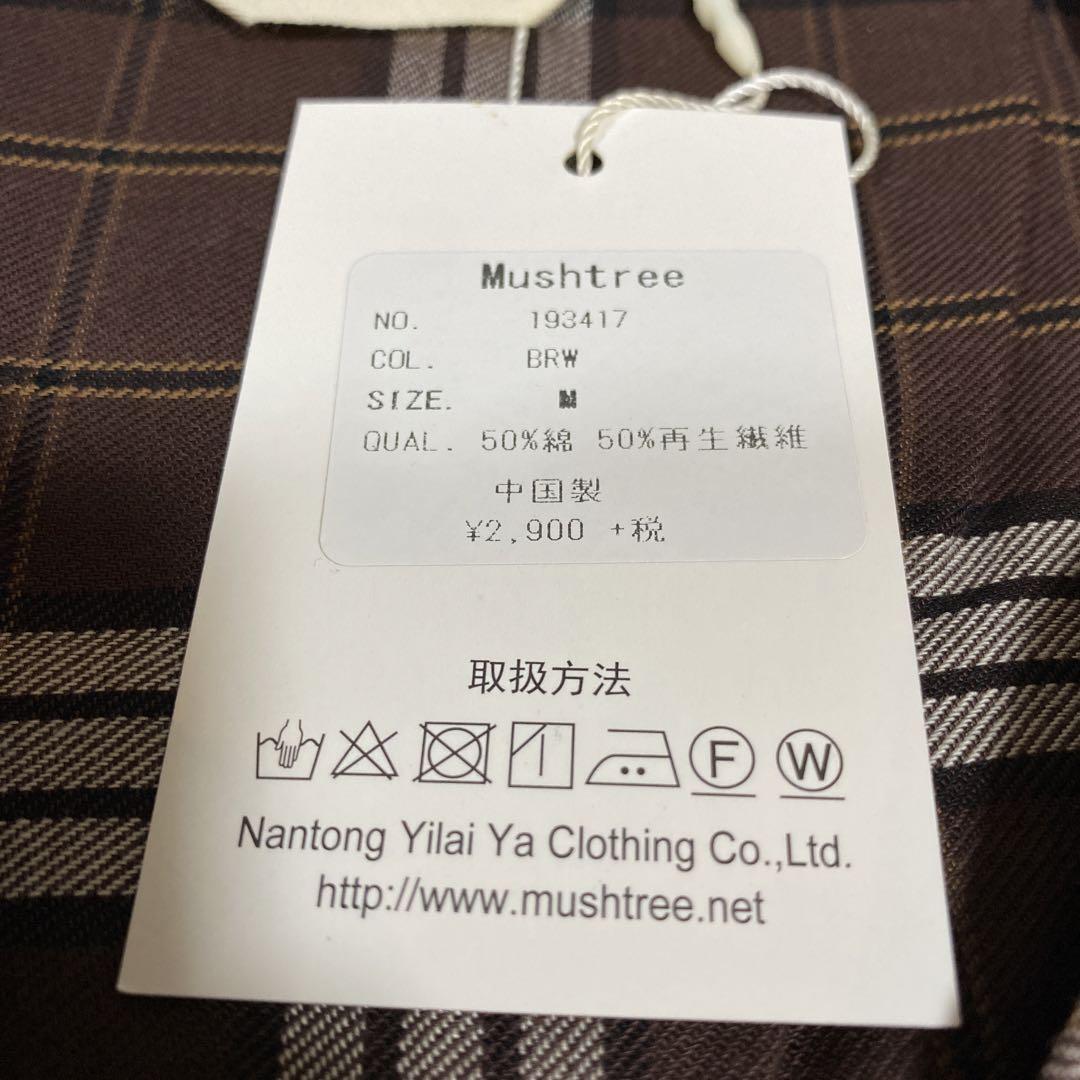 Mushtree
NO. 193417
COL. BRW
SIZE. M
QUAL. 50%綿 50%再生繊維
中国製
¥2,900 +税
取扱方法
F W
Nantong Yilai Ya Clothing Co.,Ltd.
http://www.mushtree.net